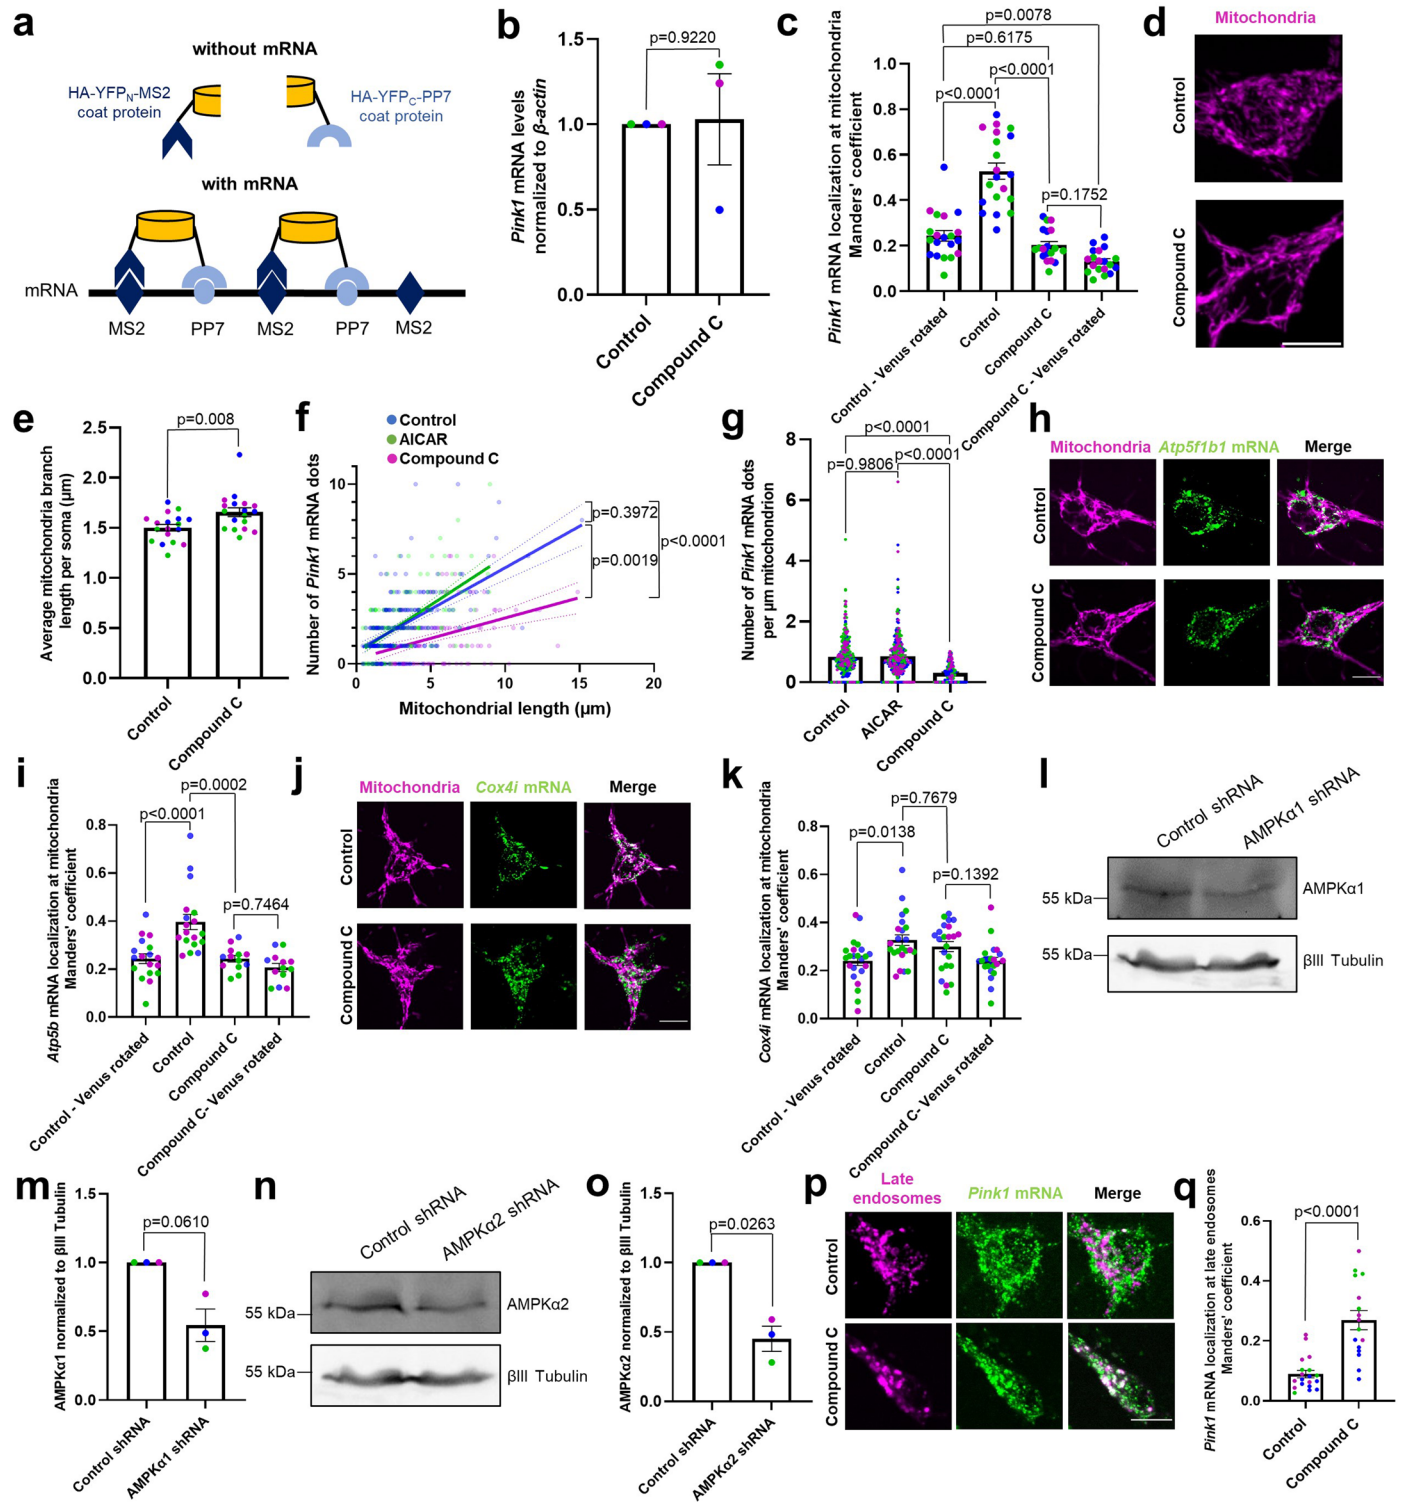 a
without mRNA
HA-YFPN-MS2
coat protein
HA-YFPC-PP7
coat protein
with mRNA
mRNA
MS2
PP7
MS2
PP7
MS2
b
Pink1 mRNA levels
normalized to β-actin
1.5
1.0
0.5
0.0
p=0.9220
Control
Compound C
c
Pink1 mRNA localization at mitochondria
Manders' coefficient
1.0
0.8
0.6
0.4
0.2
0.0
p=0.0078
p=0.6175
p<0.0001
p<0.0001
p=0.1752
Control - Venus rotated
Control
Compound C
Compound C - Venus rotated
d
Mitochondria
Control
Compound C
e
Average mitochondria branch
length per soma (µm)
2.5
2.0
1.5
1.0
0.5
0.0
p=0.008
Control
Compound C
f
Control
AICAR
Compound C
Number of Pink1 mRNA dots
10
5
0
0
5
10
15
20
Mitochondrial length (µm)
p=0.3972
p=0.0019
p<0.0001
g
Number of Pink1 mRNA dots
per µm mitochondrion
8
6
4
2
0
p<0.0001
p<0.0001
p=0.9806
Control
AICAR
Compound C
h
Mitochondria
Atp5f1b1 mRNA
Merge
Control
Compound C
i
Atp5b mRNA localization at mitochondria
Manders' coefficient
0.8
0.6
0.4
0.2
0.0
p=0.0002
p<0.0001
p=0.7464
Control - Venus rotated
Control
Compound C
Compound C- Venus rotated
j
Mitochondria
Cox4i mRNA
Merge
Control
Compound C
k
Cox4i mRNA localization at mitochondria
Manders' coefficient
0.8
0.6
0.4
0.2
0.0
p=0.7679
p=0.0138
p=0.1392
Control - Venus rotated
Control
Compound C
Compound C- Venus rotated
l
Control shRNA
AMPKα1 shRNA
55 kDa
AMPKα1
55 kDa
βIII Tubulin
m
AMPKα1 normalized to βIII Tubulin
1.5
1.0
0.5
0.0
p=0.0610
Control shRNA
AMPKα1 shRNA
n
Control shRNA
AMPKα2 shRNA
55 kDa
AMPKα2
55 kDa
βIII Tubulin
o
AMPKα2 normalized to βIII Tubulin
1.5
1.0
0.5
0.0
p=0.0263
Control shRNA
AMPKα2 shRNA
p
Late
endosomes
Pink1 mRNA
Merge
Control
Compound C
q
Pink1 mRNA localization at late endosomes
Manders' coefficient
0.6
0.4
0.2
0.0
p<0.0001
Control
Compound C